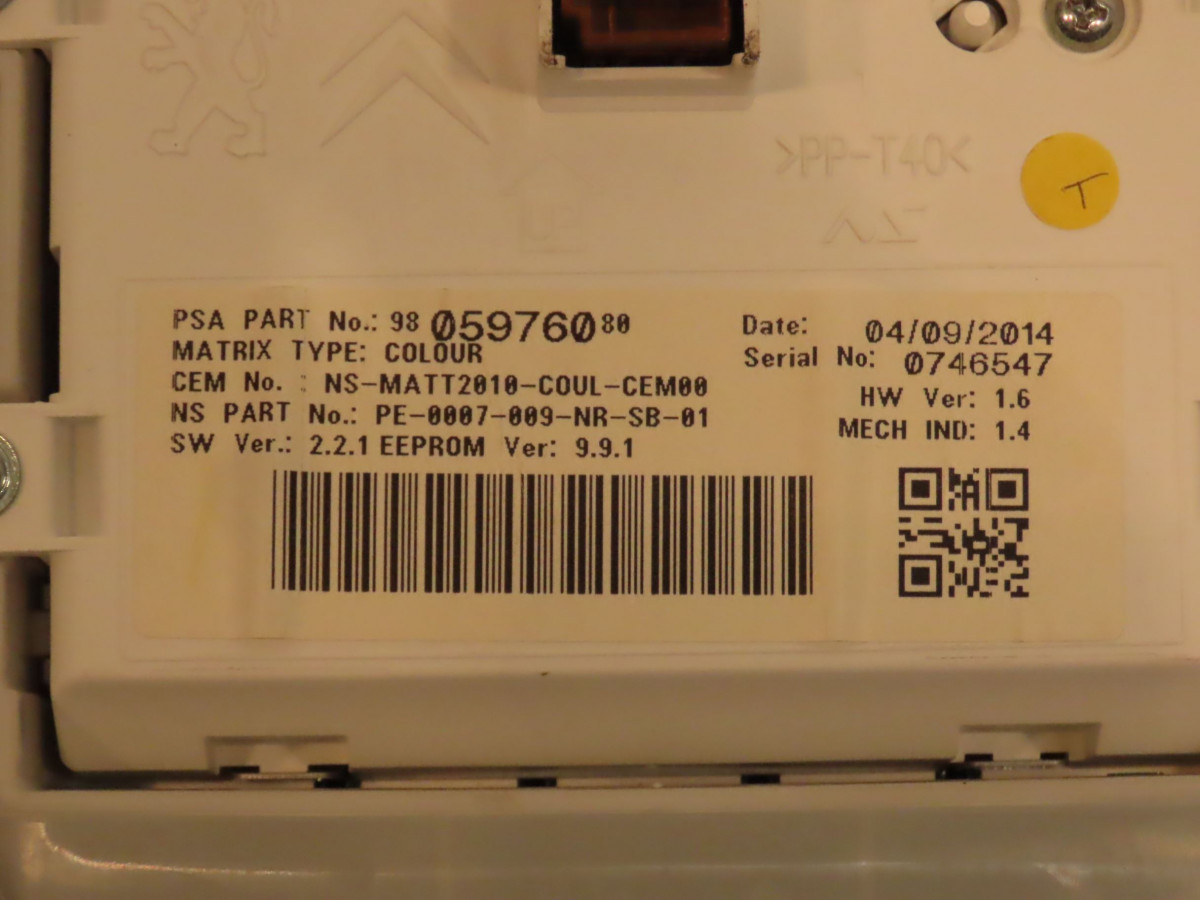 >PP-T40<
T
PSA PART No.: 98 059760 80
MATRIX TYPE: COLOUR
CEM No. : NS-MATT2010-COUL-CEM00
NS PART No.: PE-0007-009-NR-SB-01
SW Ver.: 2.2.1 EEPROM Ver: 9.9.1
Date: 04/09/2014
Serial No: 0746547
HW Ver: 1.6
MECH IND: 1.4